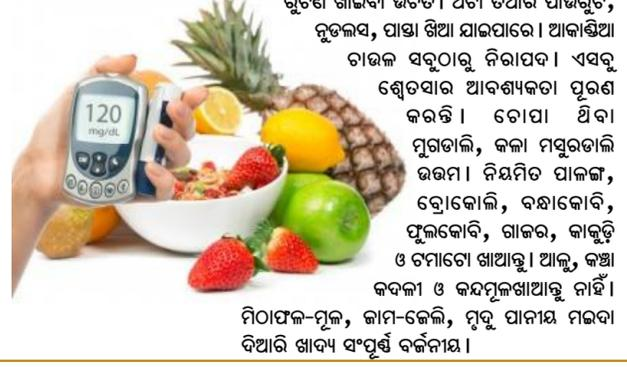 120
mg/dL
ନୁଡଲସ, ପାସ୍ତା ଖିଆ ଯାଇପାରେ। ଆକାଣ୍ଡିଆ
ଚାଉଳ ସବୁଠାରୁ ନିରାପଦ। ଏସବୁ
ଶ୍ଵେତସାର ଆବଶ୍ୟକତା ପୂରଣ
କରନ୍ତି। ଚୋପା ଥିବା
ମୁଗଡାଲି, କଳା ମସୁରଡାଲି
ଉତ୍ତମ। ନିୟମିତ ପାଳଙ୍ଗ,
ବ୍ରୋକୋଲି, ବନ୍ଧାକୋବି,
ଫୁଲକୋବି, ଗାଜର, କାକୁଡ଼ି
ଓ ଟମାଟୋ ଖାଆନ୍ତୁ। ଆଳୁ, କଞ୍ଚା
କଦଳୀ ଓ କନ୍ଦମୂଳଖାଆନ୍ତୁ ନାହିଁ।
ମିଠାଫଳ-ମୂଳ, ଜାମ-ଜେଲି, ମୃଦୁ ପାନୀୟ ମଇଦା
ଦିଆରି ଖାଦ୍ୟ ସଂପୂର୍ଣ୍ଣ ବର୍ଜନୀୟ।